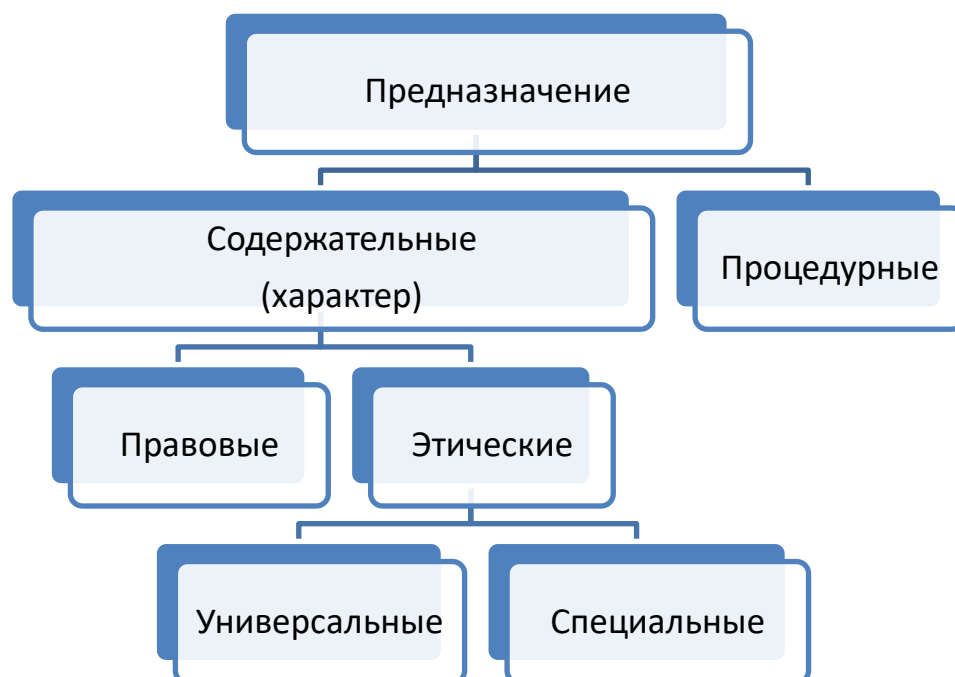 Предназначение
Содержательные
(характер)
Процедурные
Правовые
Этические
Универсальные
Специальные